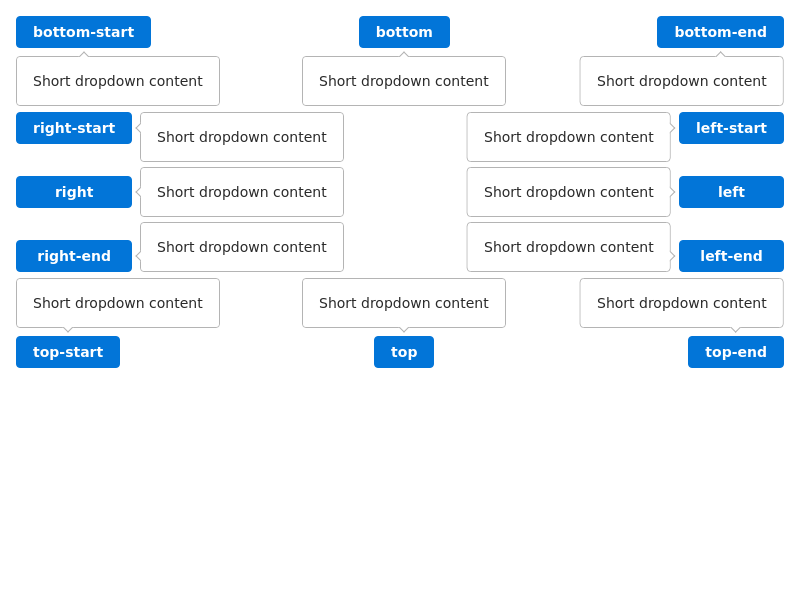 bottom-start
bottom
bottom-end
Short dropdown content
Short dropdown content
Short dropdown content
right-start
Short dropdown content
Short dropdown content
left-start
right
Short dropdown content
Short dropdown content
left
right-end
Short dropdown content
Short dropdown content
left-end
Short dropdown content
Short dropdown content
Short dropdown content
top-start
top
top-end